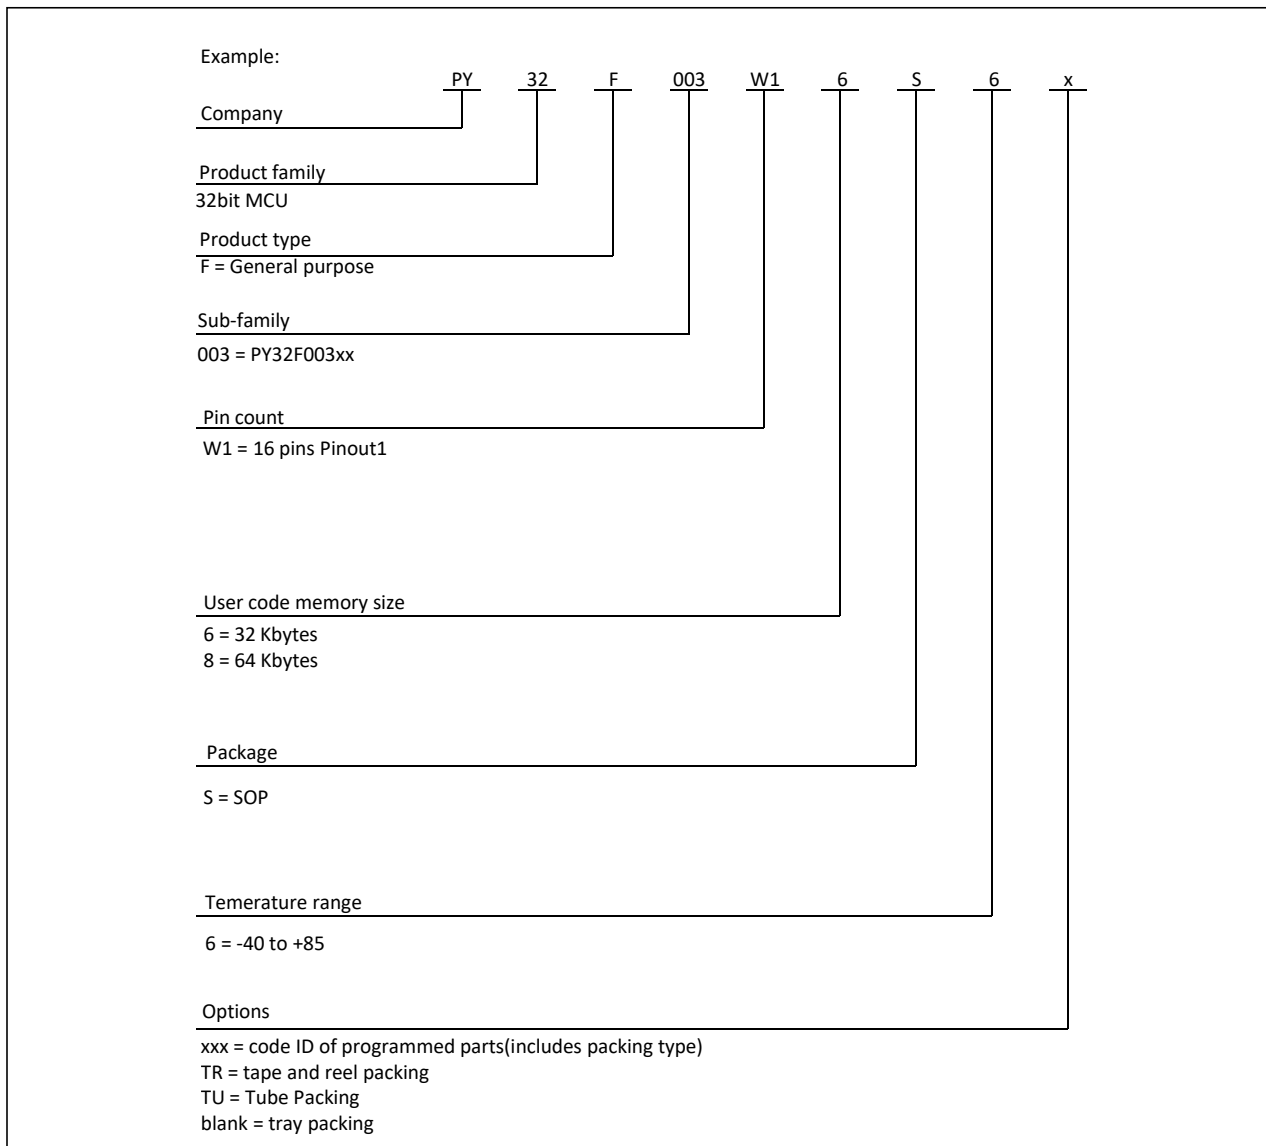 Example:
PY 32 F 003 W1 6 S 6 x
Company
Product family
32bit MCU
Product type
F = General purpose
Sub-family
003 = PY32F003xx
Pin count
W1 = 16 pins Pinout1
User code memory size
6 = 32 Kbytes
8 = 64 Kbytes
Package
S = SOP
Temerature range
6 = -40 to +85
Options
xxx = code ID of programmed parts(includes packing type)
TR = tape and reel packing
TU = Tube Packing
blank = tray packing